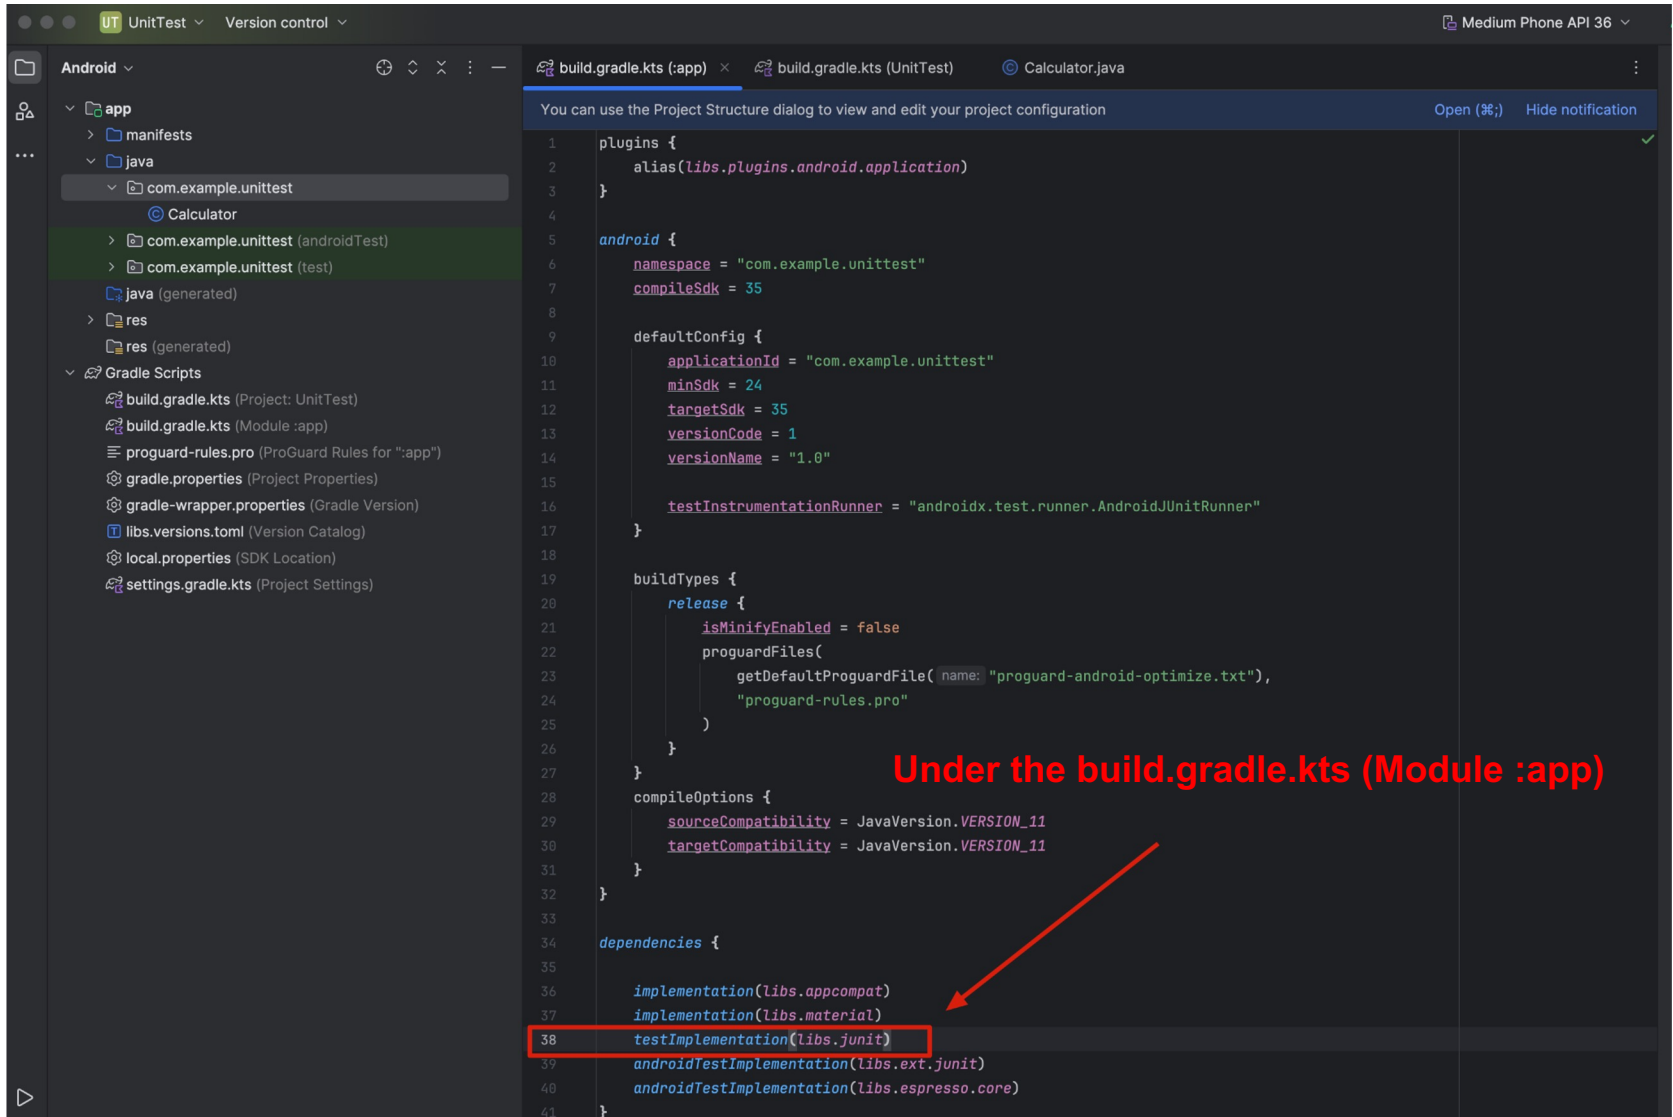 UT UnitTest Version control Medium Phone API 36
Android
build.gradle.kts (:app) build.gradle.kts (UnitTest) Calculator.java
You can use the Project Structure dialog to view and edit your project configuration Open (⌘;) Hide notification
app
manifests
java
com.example.unittest
Calculator
com.example.unittest (androidTest)
com.example.unittest (test)
java (generated)
res
res (generated)
Gradle Scripts
build.gradle.kts (Project: UnitTest)
build.gradle.kts (Module :app)
proguard-rules.pro (ProGuard Rules for ":app")
gradle.properties (Project Properties)
gradle-wrapper.properties (Gradle Version)
libs.versions.toml (Version Catalog)
local.properties (SDK Location)
settings.gradle.kts (Project Settings)
1 plugins {
2 alias(libs.plugins.android.application)
3 }
4
5 android {
6 namespace = "com.example.unittest"
7 compileSdk = 35
8
9 defaultConfig {
10 applicationId = "com.example.unittest"
11 minSdk = 24
12 targetSdk = 35
13 versionCode = 1
14 versionName = "1.0"
15
16 testInstrumentationRunner = "androidx.test.runner.AndroidJUnitRunner"
17 }
18
19 buildTypes {
20 release {
21 isMinifyEnabled = false
22 proguardFiles(
23 getDefaultProguardFile( name: "proguard-android-optimize.txt"),
24 "proguard-rules.pro"
25 )
26 }
27 }
Under the build.gradle.kts (Module :app)
28 compileOptions {
29 sourceCompatibility = JavaVersion.VERSION_11
30 targetCompatibility = JavaVersion.VERSION_11
31 }
32 }
33
34 dependencies {
35
36 implementation(libs.appcompat)
37 implementation(libs.material)
38 testImplementation(libs.junit)
39 androidTestImplementation(libs.ext.junit)
40 androidTestImplementation(libs.espresso.core)
41 }